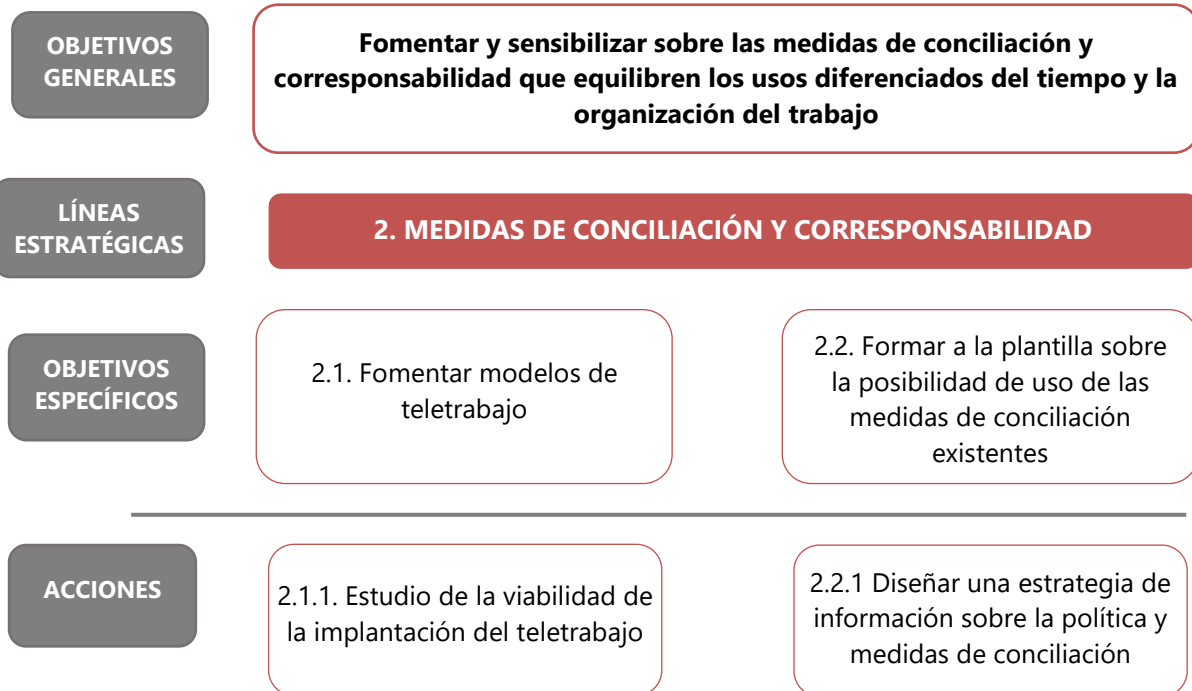 OBJETIVOS
GENERALES
Fomentar y sensibilizar sobre las medidas de conciliación y
corresponsabilidad que equilibren los usos diferenciados del tiempo y la
organización del trabajo
LÍNEAS
ESTRATÉGICAS
2. MEDIDAS DE CONCILIACIÓN Y CORRESPONSABILIDAD
OBJETIVOS
ESPECÍFICOS
2.1. Fomentar modelos de
teletrabajo
2.2. Formar a la plantilla sobre
la posibilidad de uso de las
medidas de conciliación
existentes
ACCIONES
2.1.1. Estudio de la viabilidad de
la implantación del teletrabajo
2.2.1 Diseñar una estrategia de
información sobre la política y
medidas de conciliación